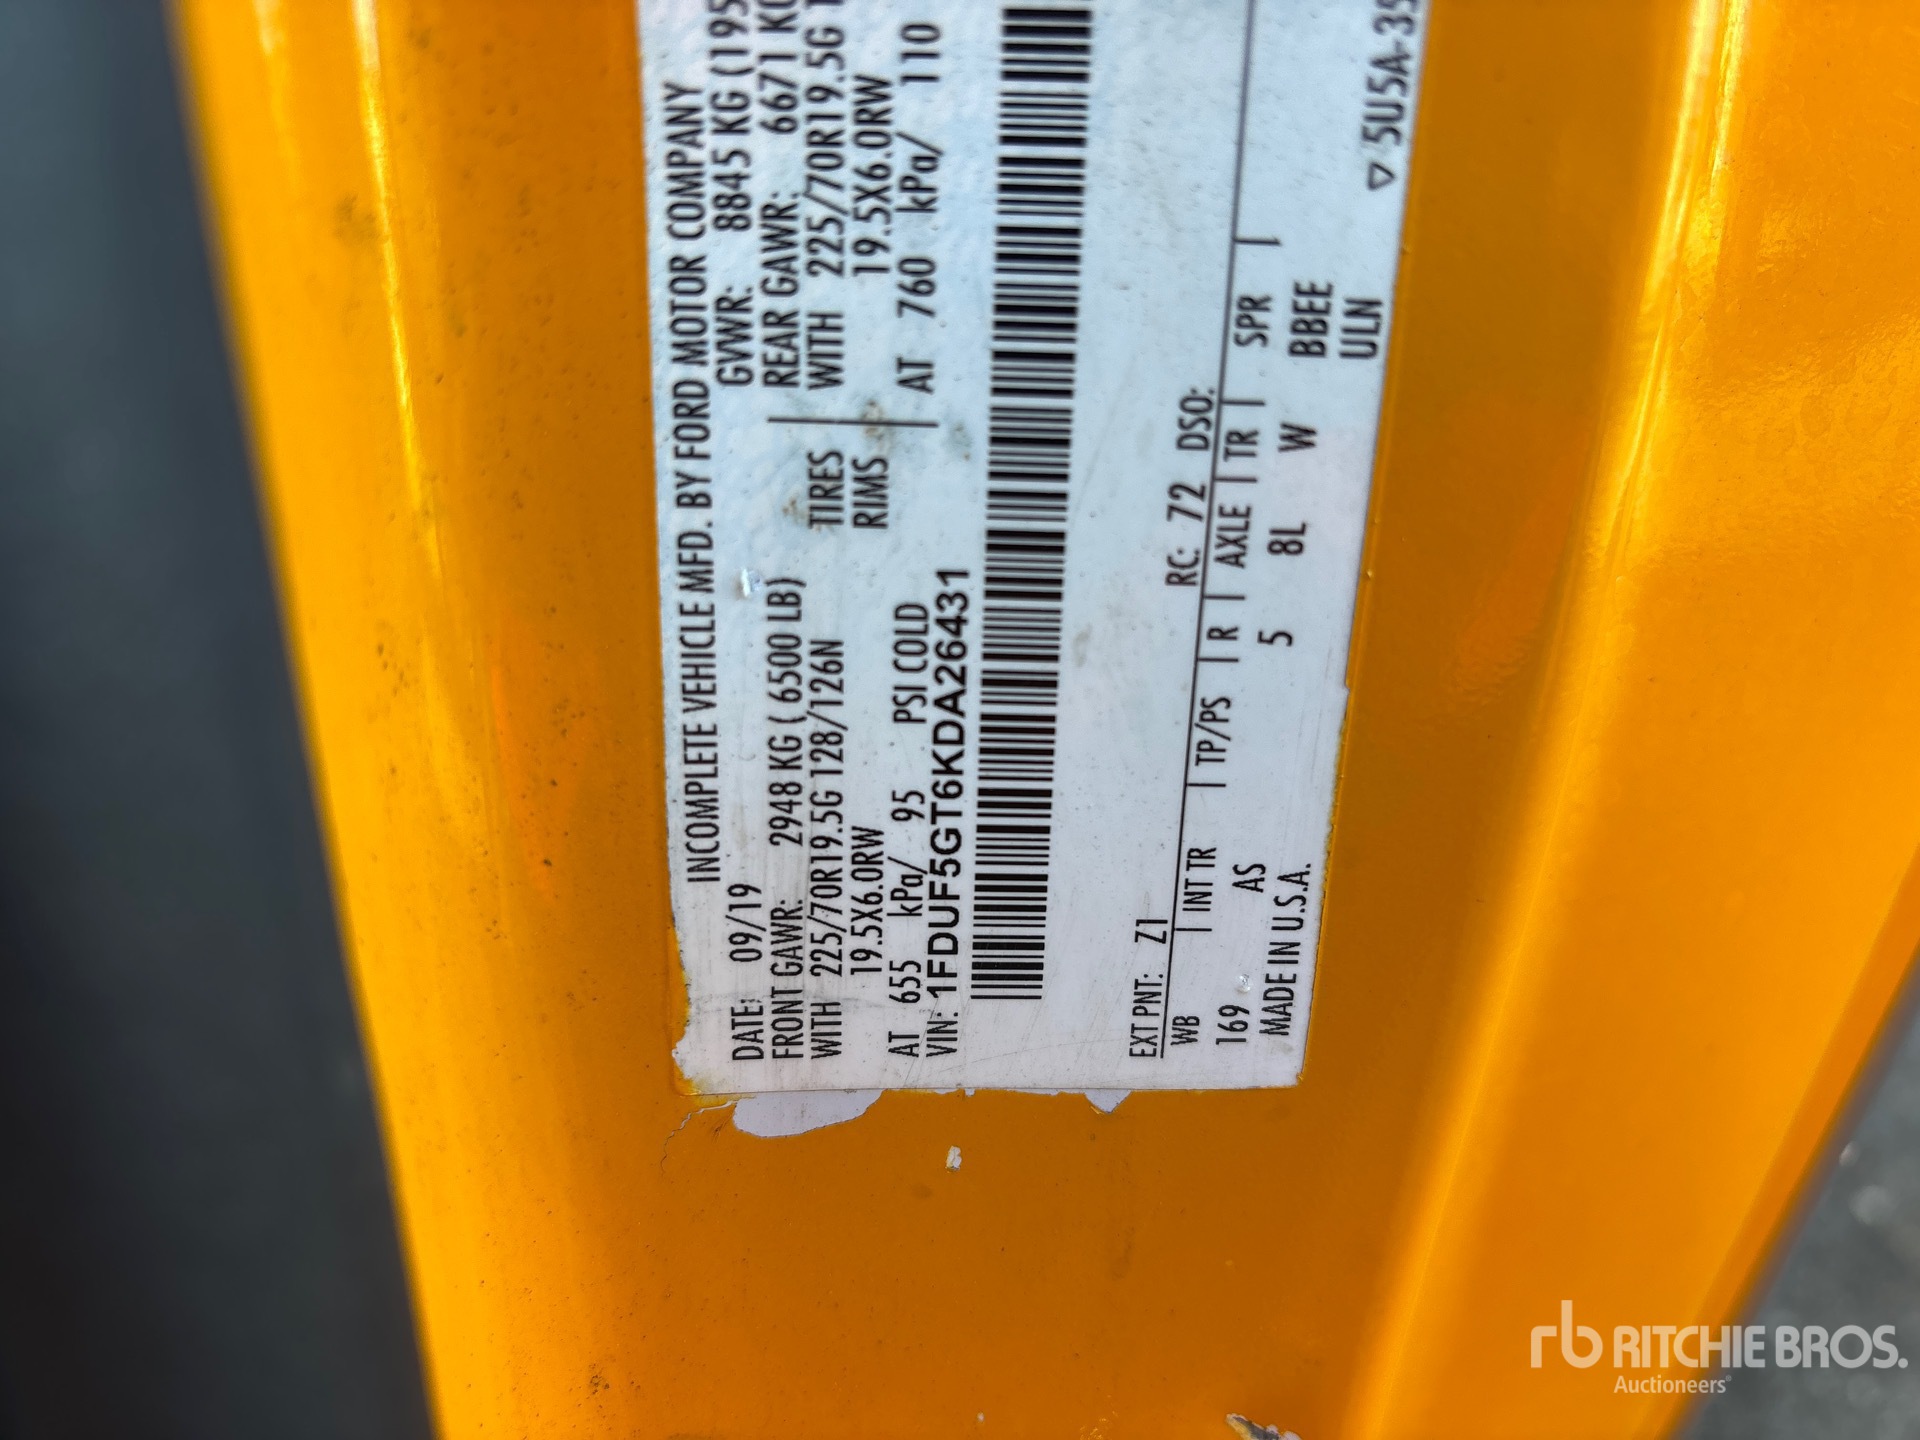 INCOMPLETE VEHICLE MFD. BY FORD MOTOR COMPANY
DATE: 09/19 GVWR: 8845 KG (195
FRONT GAWR: 2948 KG ( 6500 LB) REAR GAWR: 6671 KG
WITH 225/70R19.5G 128/126N TIRES WITH 225/70R19.5G 1
19.5X6.0RW RIMS 19.5X6.0RW
AT 655 kPa/ 95 PSI COLD AT 760 kPa/ 110
VIN: 1FDUF5GT6KDA26431
EXT PNT: Z1 RC: 72 DSO:
WB INT TR TP/PS R AXLE TR SPR
169 AS 5 8L W BBEE
MADE IN U.S.A. ULN
▽ 5U5A-35
rb RITCHIE BROS.
Auctioneers